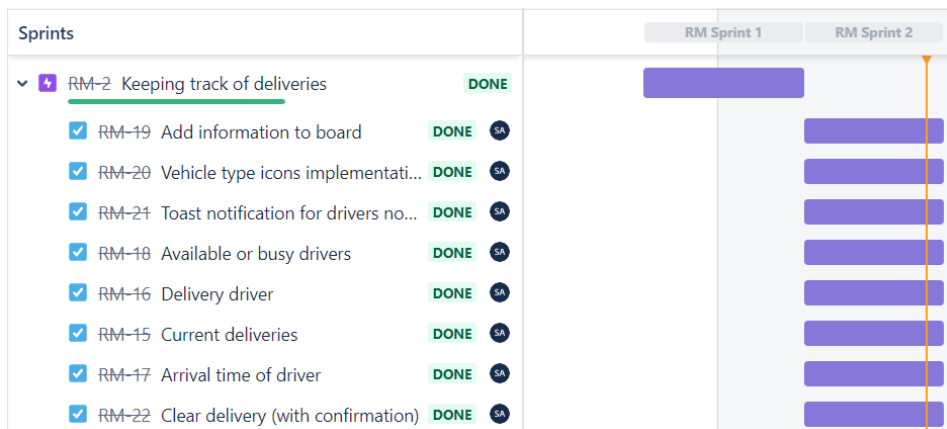 Sprints RM Sprint 1 RM Sprint 2
RM-2 Keeping track of deliveries DONE
RM-19 Add information to board DONE SA
RM-20 Vehicle type icons implementati... DONE SA
RM-21 Toast notification for drivers no... DONE SA
RM-18 Available or busy drivers DONE SA
RM-16 Delivery driver DONE SA
RM-15 Current deliveries DONE SA
RM-17 Arrival time of driver DONE SA
RM-22 Clear delivery (with confirmation) DONE SA